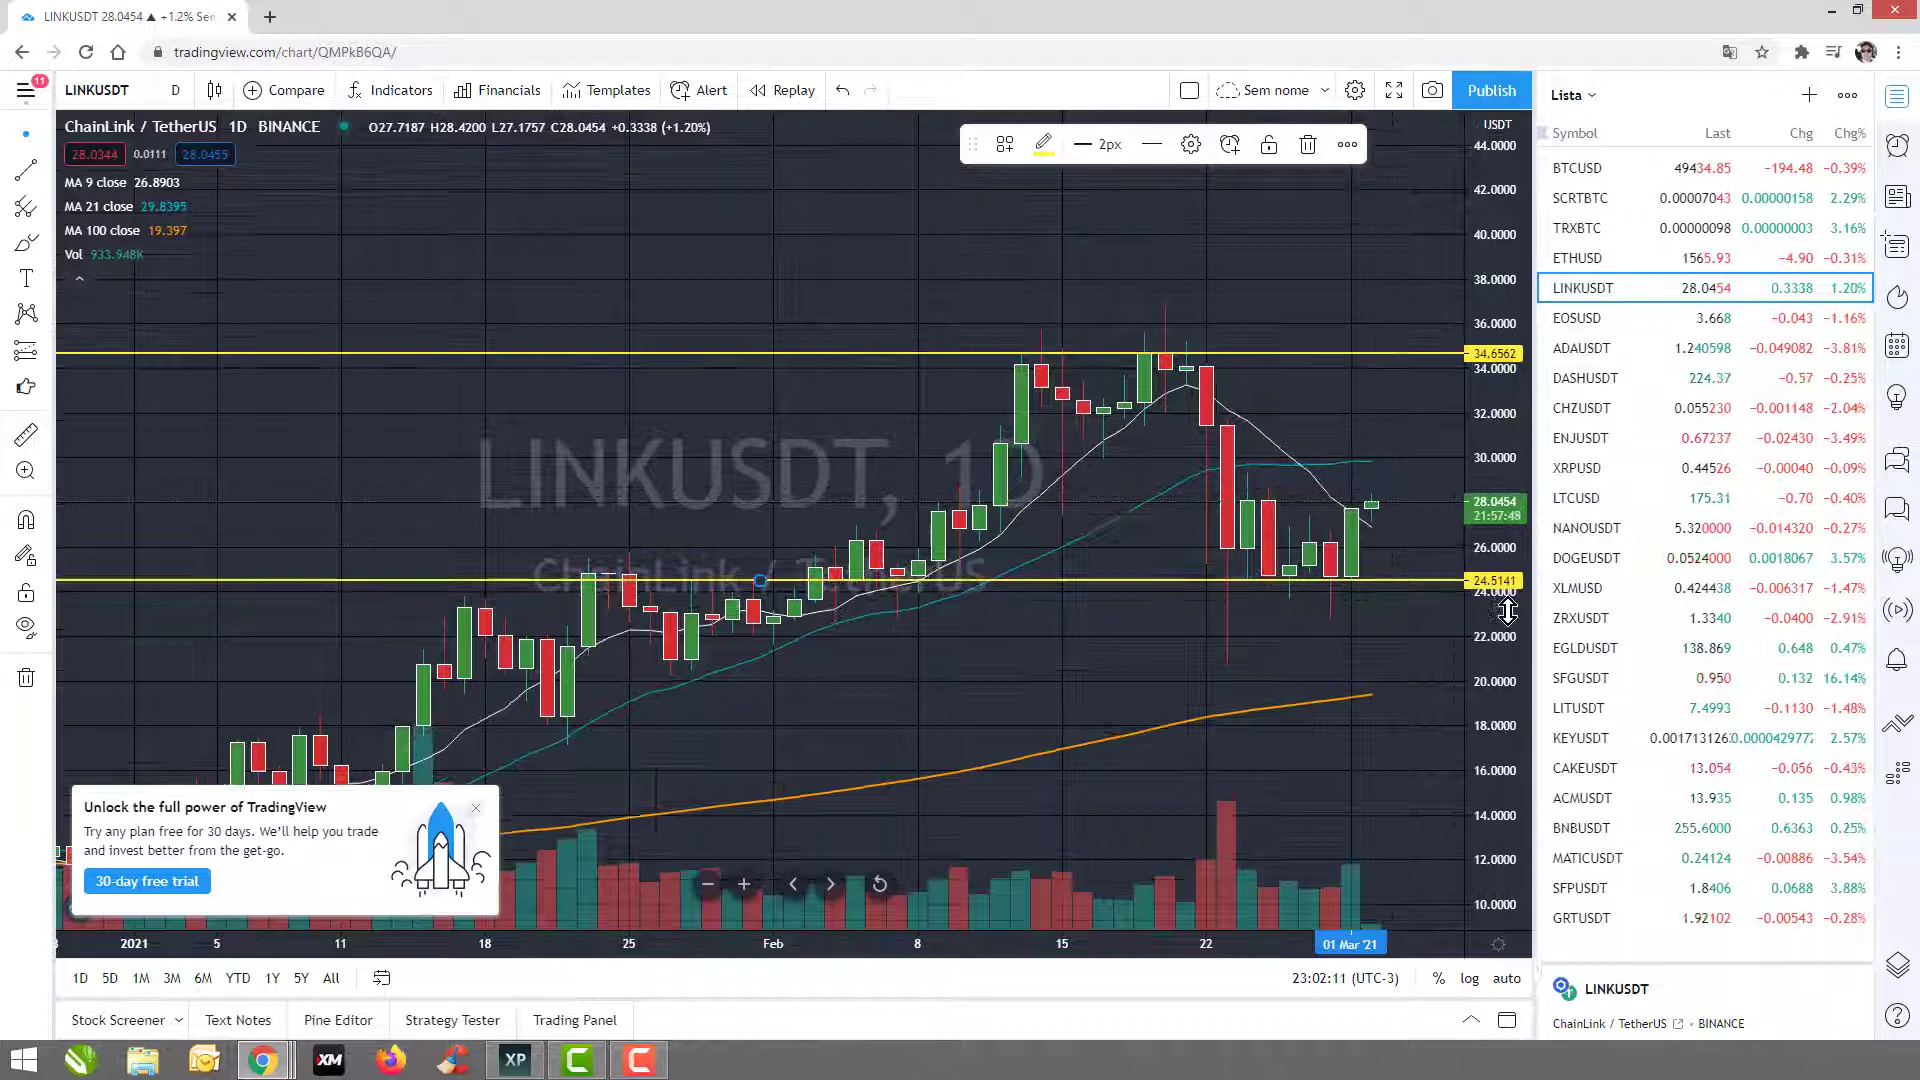 LINKUSDT 28.0454 ▲ +1.2% Sem
tradingview.com/chart/QMPkB6QA/
11
LINKUSDT D Compare Indicators Financials Templates Alert Replay Sem nome Publish
ChainLink / TetherUS 1D BINANCE O27.7187 H28.4200 L27.1757 C28.0454 +0.3338 (+1.20%)
28.0344 0.0111 28.0455
MA 9 close 26.8903
MA 21 close 29.8395
MA 100 close 19.397
Vol 933.948K
2px
LINKUSDT, 1D
ChainLink / TetherUS
USDT
44.0000
42.0000
40.0000
38.0000
36.0000
34.6562
34.0000
32.0000
30.0000
28.0454
21:57:48
26.0000
24.5141
24.0000
22.0000
20.0000
18.0000
16.0000
14.0000
12.0000
10.0000
Unlock the full power of TradingView
Try any plan free for 30 days. We'll help you trade
and invest better from the get-go.
30-day free trial
2021 5 11 18 25 Feb 8 15 22 01 Mar '21
1D 5D 1M 3M 6M YTD 1Y 5Y All 23:02:11 (UTC-3) % log auto
Stock Screener Text Notes Pine Editor Strategy Tester Trading Panel
Lista
Symbol Last Chg Chg%
BTCUSD 49434.85 −194.48 −0.39%
SCRTBTC 0.00007043 0.00000158 2.29%
TRXBTC 0.00000098 0.00000003 3.16%
ETHUSD 1565.93 −4.90 −0.31%
LINKUSDT 28.0454 0.3338 1.20%
EOSUSD 3.668 −0.043 −1.16%
ADAUSDT 1.240598 −0.049082 −3.81%
DASHUSDT 224.37 −0.57 −0.25%
CHZUSDT 0.055230 −0.001148 −2.04%
ENJUSDT 0.67237 −0.02430 −3.49%
XRPUSD 0.44526 −0.00040 −0.09%
LTCUSD 175.31 −0.70 −0.40%
NANOUSDT 5.320000 −0.014320 −0.27%
DOGEUSDT 0.0524000 0.0018067 3.57%
XLMUSD 0.424438 −0.006317 −1.47%
ZRXUSDT 1.3340 −0.0400 −2.91%
EGLDUSDT 138.869 0.648 0.47%
SFGUSDT 0.950 0.132 16.14%
LITUSDT 7.4993 −0.1130 −1.48%
KEYUSDT 0.001713126 0.000042977 2.57%
CAKEUSDT 13.054 −0.056 −0.43%
ACMUSDT 13.935 0.135 0.98%
BNBUSDT 255.6000 0.6363 0.25%
MATICUSDT 0.24124 −0.00886 −3.54%
SFPUSDT 1.8406 0.0688 3.88%
GRTUSDT 1.92102 −0.00543 −0.28%
LINKUSDT
ChainLink / TetherUS • BINANCE
XM XP